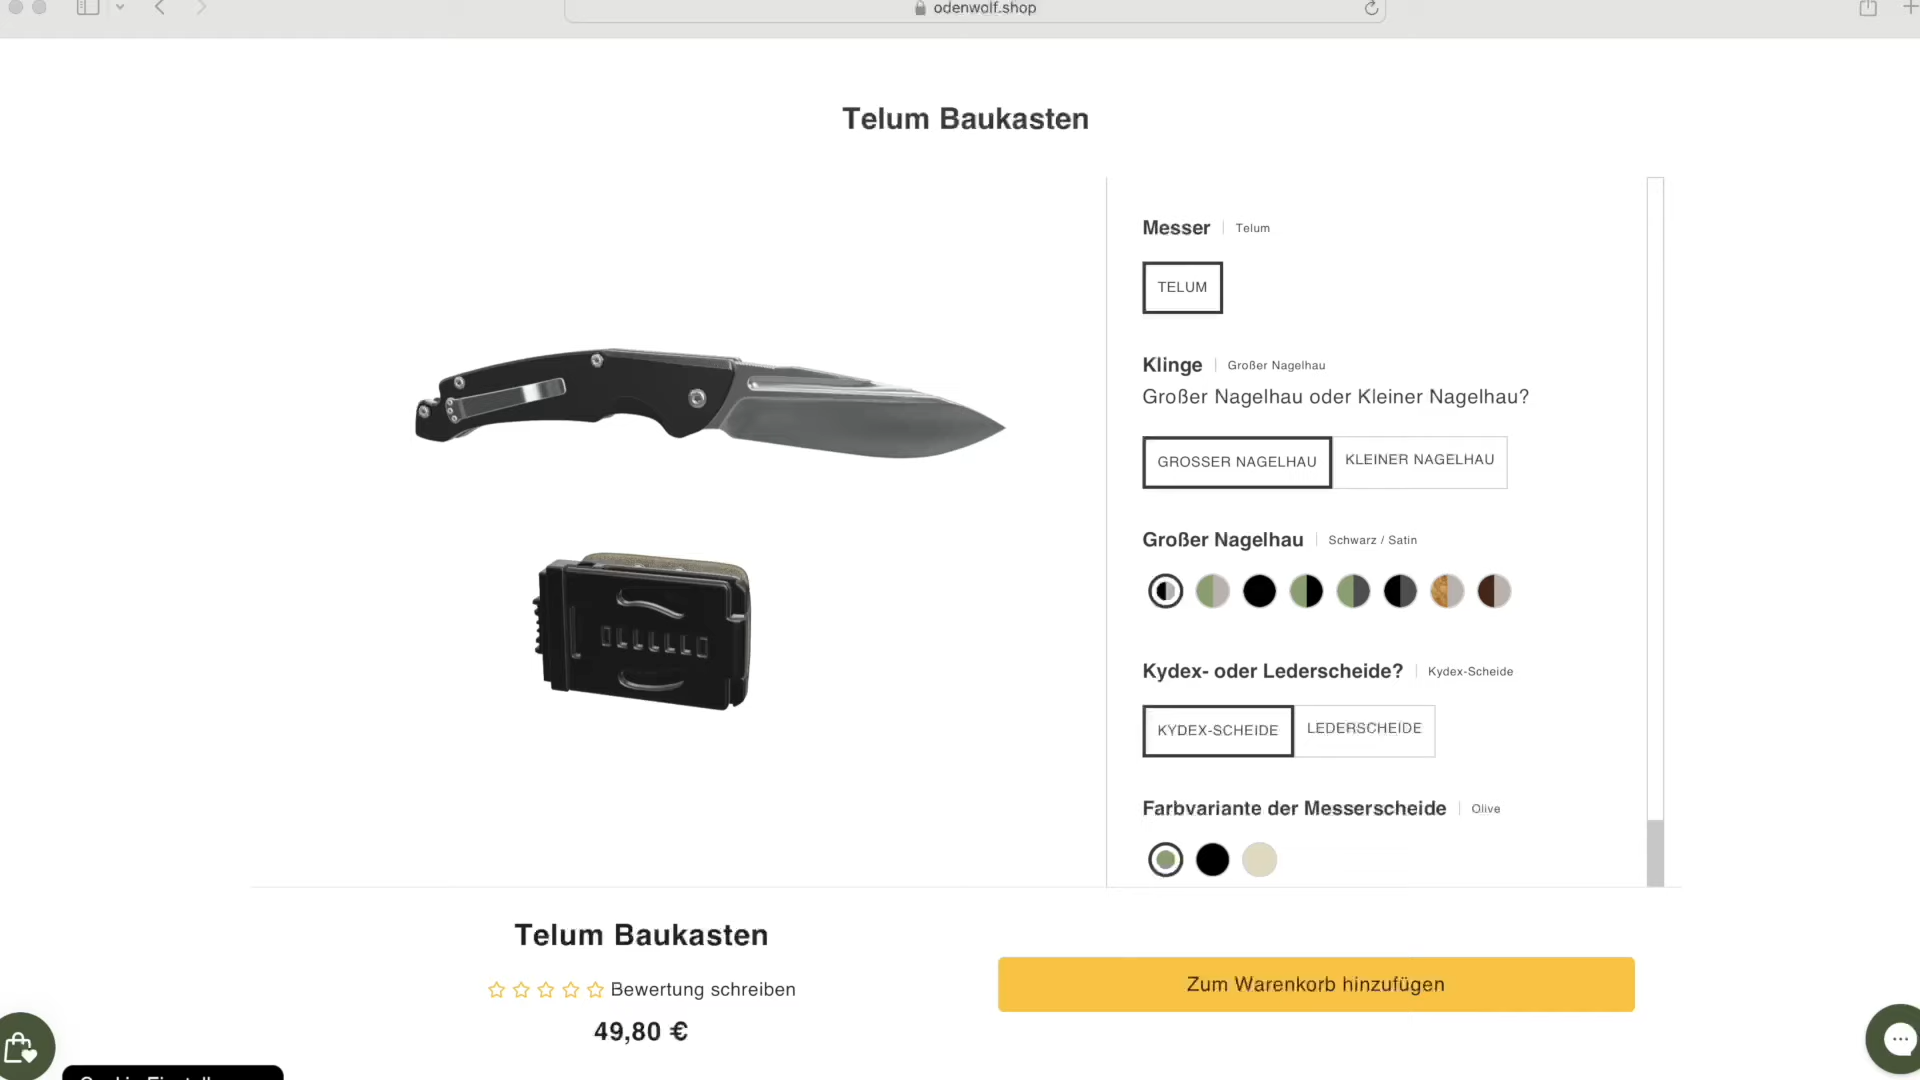 odenwolf.shop
Telum Baukasten
Messer Telum
TELUM
Klinge Großer Nagelhau
Großer Nagelhau oder Kleiner Nagelhau?
GROSSER NAGELHAU KLEINER NAGELHAU
Großer Nagelhau Schwarz / Satin
Kydex- oder Lederscheide? Kydex-Scheide
KYDEX-SCHEIDE LEDERSCHEIDE
Farbvariante der Messerscheide Olive
Telum Baukasten
Bewertung schreiben
Zum Warenkorb hinzufügen
49,80 €